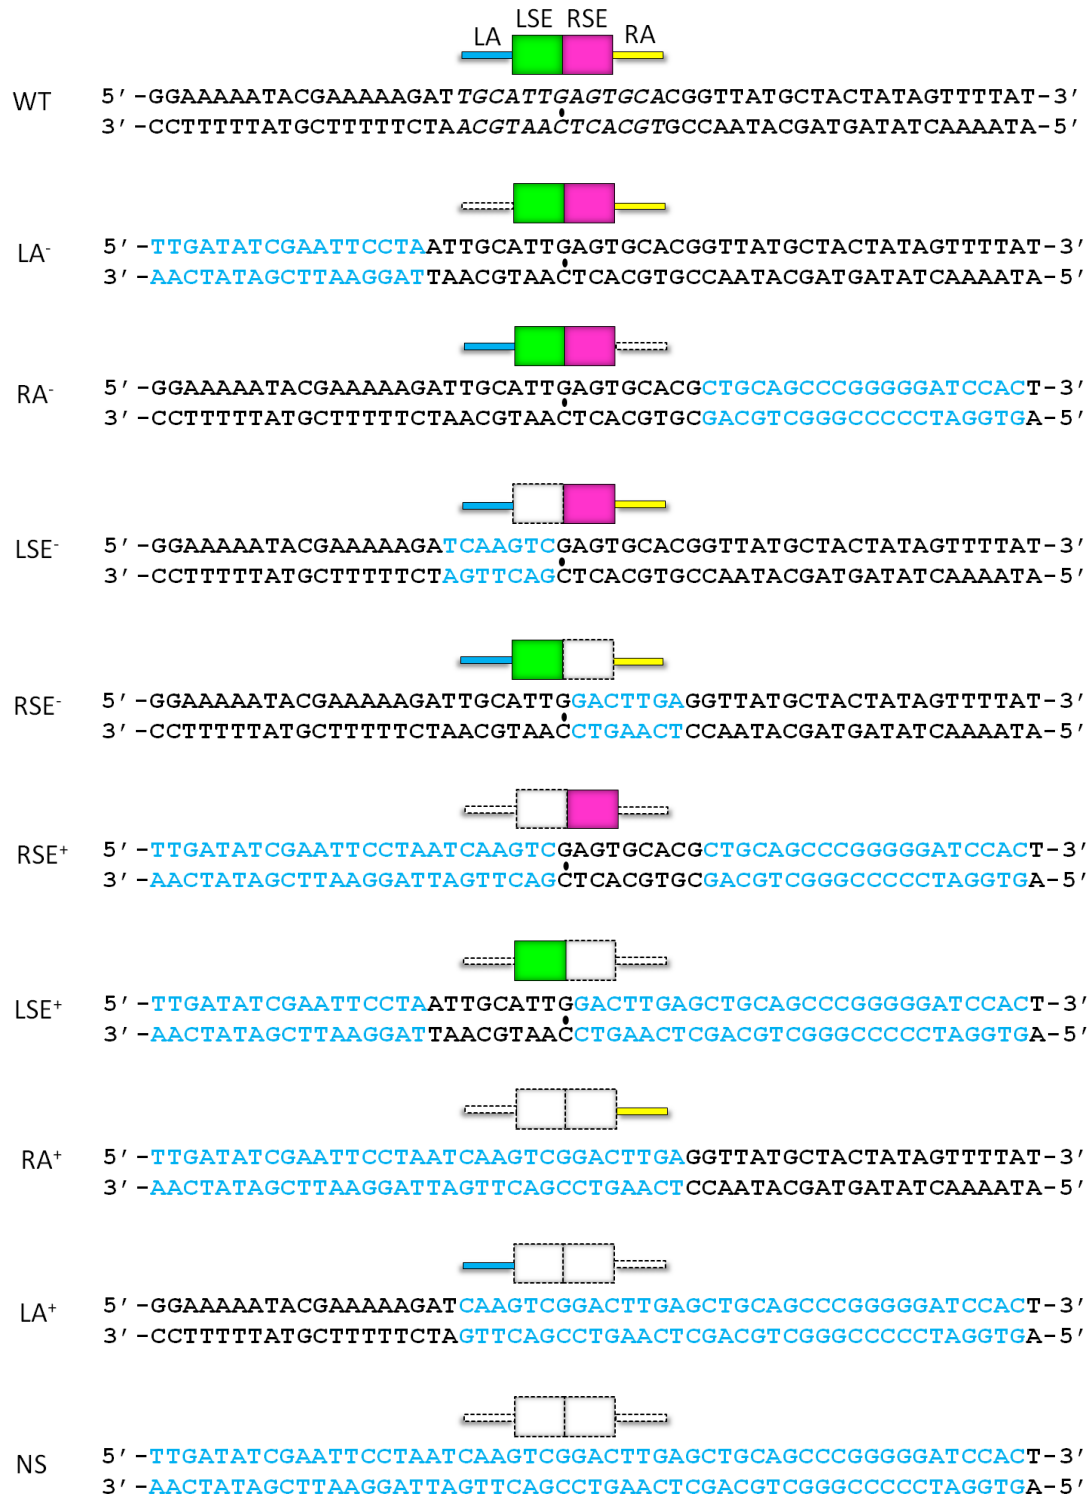 LA LSE RSE RA
WT 5′-GGAAAAATACGAAAAAGATTGCATTGAGTGCACGGTTATGCTACTATAGTTTTAT-3′
3′-CCTTTTTATGCTTTTTCTAACGTAACTCACGTGCCAATACGATGATATCAAAATA-5′
LA⁻ 5′-TTGATATCGAATTCCTAATTGCATTGAGTGCACGGTTATGCTACTATAGTTTTAT-3′
3′-AACTATAGCTTAAGGATTAACGTAACTCACGTGCCAATACGATGATATCAAAATA-5′
RA⁻ 5′-GGAAAAATACGAAAAAGATTGCATTGAGTGCACGCTGCAGCCCGGGGGATCCACT-3′
3′-CCTTTTTATGCTTTTTCTAACGTAACTCACGTGCGACGTCGGGCCCCCTAGGTGA-5′
LSE⁻ 5′-GGAAAAATACGAAAAAGATCAAGTCGAGTGCACGGTTATGCTACTATAGTTTTAT-3′
3′-CCTTTTTATGCTTTTTCTAGTTCAGCTCACGTGCCAATACGATGATATCAAAATA-5′
RSE⁻ 5′-GGAAAAATACGAAAAAGATTGCATTGGACTTGAGGTTATGCTACTATAGTTTTAT-3′
3′-CCTTTTTATGCTTTTTCTAACGTAACCTGAACTCCAATACGATGATATCAAAATA-5′
RSE⁺ 5′-TTGATATCGAATTCCTAATCAAGTCGAGTGCACGCTGCAGCCCGGGGGATCCACT-3′
3′-AACTATAGCTTAAGGATTAGTTCAGCTCACGTGCGACGTCGGGCCCCCTAGGTGA-5′
LSE⁺ 5′-TTGATATCGAATTCCTAATTGCATTGGACTTGAGCTGCAGCCCGGGGGATCCACT-3′
3′-AACTATAGCTTAAGGATTAACGTAACCTGAACTCGACGTCGGGCCCCCTAGGTGA-5′
RA⁺ 5′-TTGATATCGAATTCCTAATCAAGTCGGACTTGAGGTTATGCTACTATAGTTTTAT-3′
3′-AACTATAGCTTAAGGATTAGTTCAGCCTGAACTCCAATACGATGATATCAAAATA-5′
LA⁺ 5′-GGAAAAATACGAAAAAGATCAAGTCGGACTTGAGCTGCAGCCCGGGGGATCCACT-3′
3′-CCTTTTTATGCTTTTTCTAGTTCAGCCTGAACTCGACGTCGGGCCCCCTAGGTGA-5′
NS 5′-TTGATATCGAATTCCTAATCAAGTCGGACTTGAGCTGCAGCCCGGGGGATCCACT-3′
3′-AACTATAGCTTAAGGATTAGTTCAGCCTGAACTCGACGTCGGGCCCCCTAGGTGA-5′